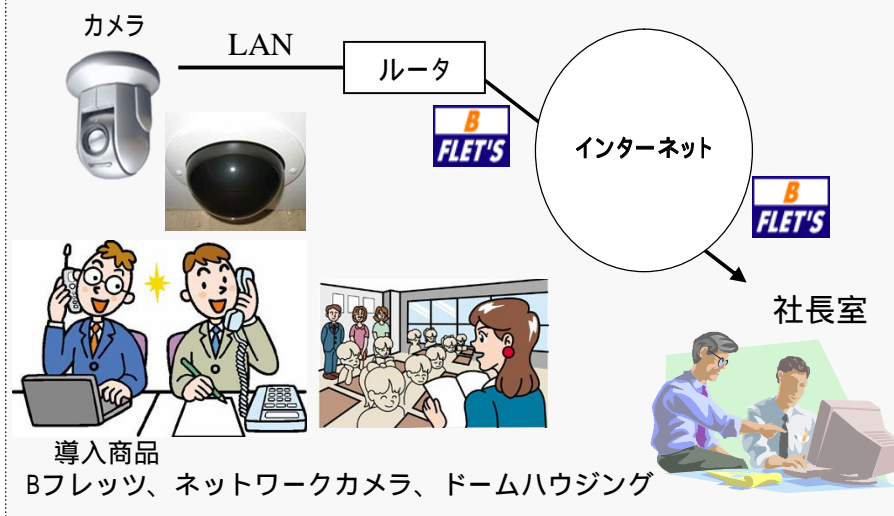 カメラ
LAN
ルータ
B
FLET'S
インターネット
B
FLET'S
社長室
導入商品
Bフレッツ、ネットワークカメラ、ドームハウジング